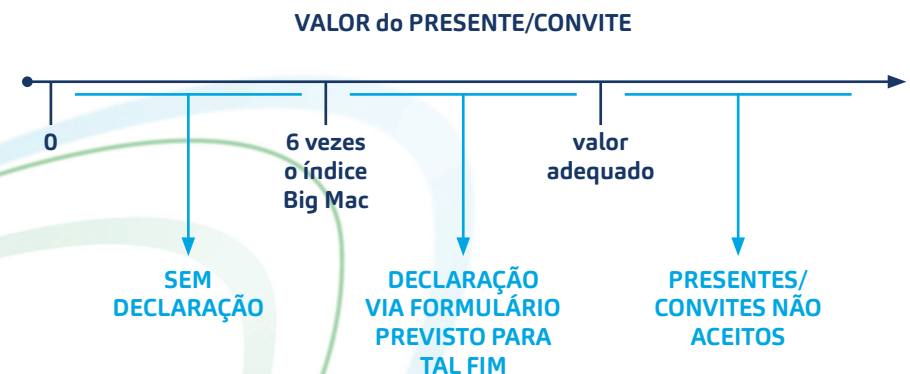 VALOR do PRESENTE/CONVITE
0
6 vezes
o índice
Big Mac
valor
adequado
SEM
DECLARAÇÃO
DECLARAÇÃO
VIA FORMULÁRIO
PREVISTO PARA
TAL FIM
PRESENTES/
CONVITES NÃO
ACEITOS